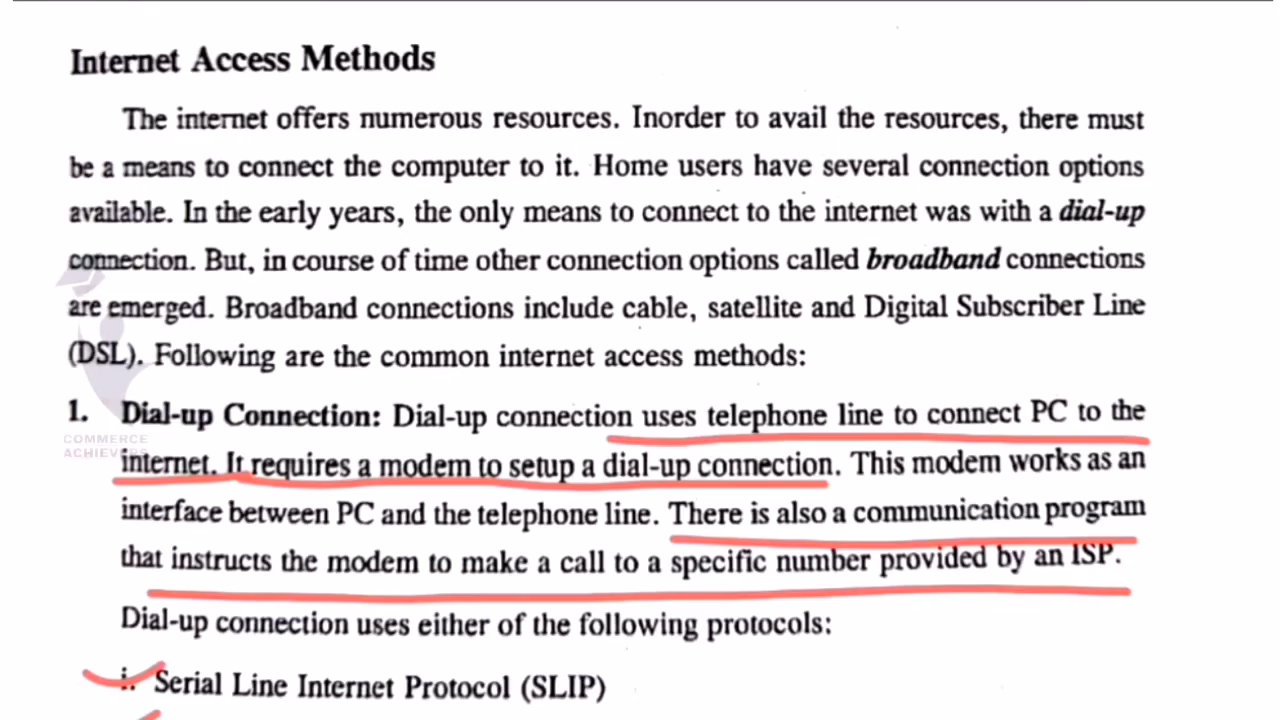 Internet Access Methods
The internet offers numerous resources. Inorder to avail the resources, there must
be a means to connect the computer to it. Home users have several connection options
available. In the early years, the only means to connect to the internet was with a dial-up
connection. But, in course of time other connection options called broadband connections
are emerged. Broadband connections include cable, satellite and Digital Subscriber Line
(DSL). Following are the common internet access methods:
1. Dial-up Connection: Dial-up connection uses telephone line to connect PC to the
internet. It requires a modem to setup a dial-up connection. This modem works as an
interface between PC and the telephone line. There is also a communication program
that instructs the modem to make a call to a specific number provided by an ISP.
Dial-up connection uses either of the following protocols:
i. Serial Line Internet Protocol (SLIP)
COMMERCE
ACHIEVERS